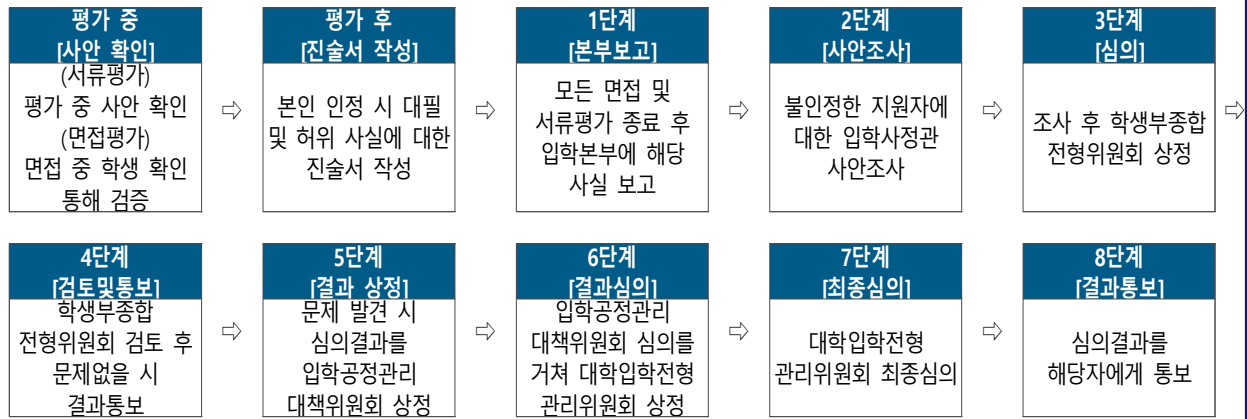 평가 중
[사안 확인]
(서류평가)
평가 중 사안 확인
(면접평가)
면접 중 학생 확인
통해 검증
⇨
평가 후
[진술서 작성]
본인 인정 시 대필
및 허위 사실에 대한
진술서 작성
⇨
1단계
[본부보고]
모든 면접 및
서류평가 종료 후
입학본부에 해당
사실 보고
⇨
2단계
[사안조사]
불인정한 지원자에
대한 입학사정관
사안조사
⇨
3단계
[심의]
조사 후 학생부종합
전형위원회 상정
⇨
4단계
[검토및통보]
학생부종합
전형위원회 검토 후
문제없을 시
결과통보
⇨
5단계
[결과 상정]
문제 발견 시
심의결과를
입학공정관리
대책위원회 상정
⇨
6단계
[결과심의]
입학공정관리
대책위원회 심의를
거쳐 대학입학전형
관리위원회 상정
⇨
7단계
[최종심의]
대학입학전형
관리위원회 최종심의
⇨
8단계
[결과통보]
심의결과를
해당자에게 통보